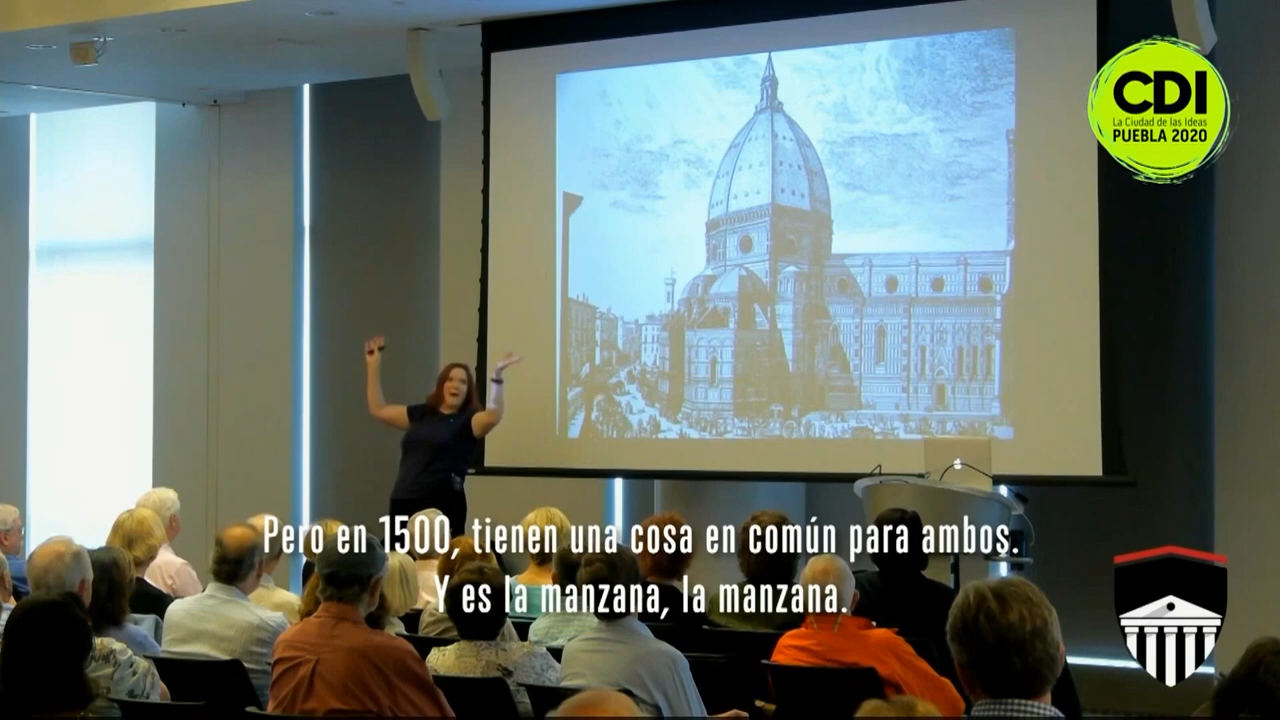 CDI
La Ciudad de las Ideas
PUEBLA 2020
Pero en 1500, tienen una cosa en común para ambos.
Y es la manzana, la manzana.